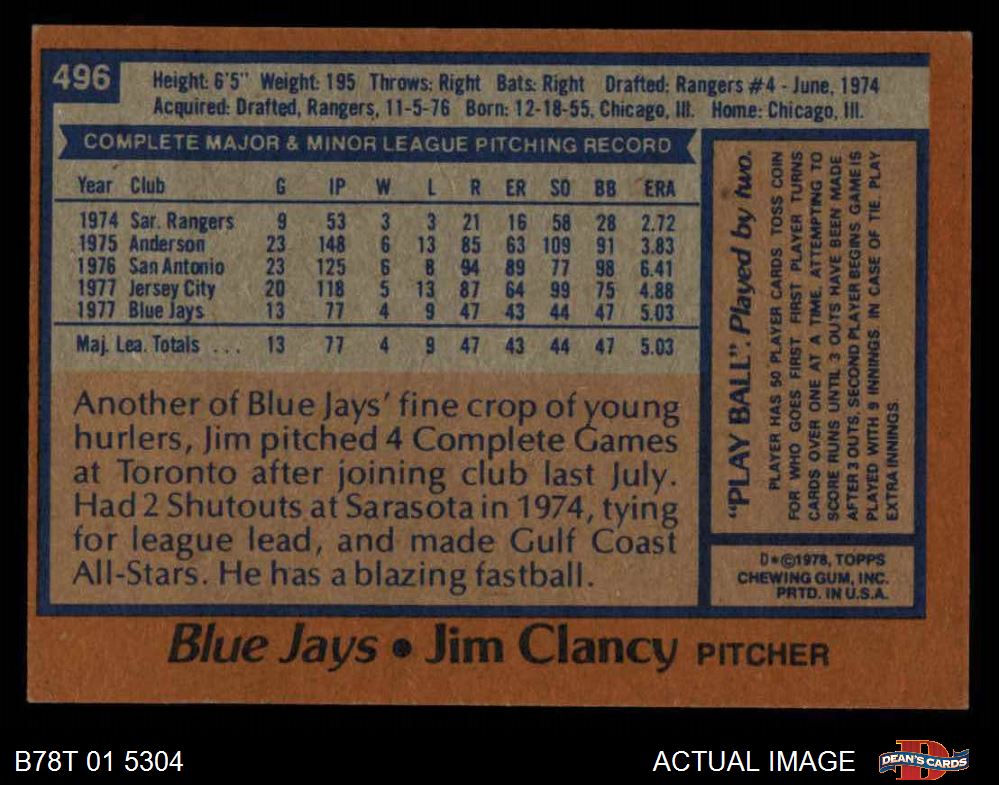 496
Height: 6'5" Weight: 195 Throws: Right Bats: Right Drafted: Rangers #4 - June, 1974
Acquired: Drafted, Rangers, 11-5-76 Born: 12-18-55, Chicago, Ill. Home: Chicago, Ill.
COMPLETE MAJOR & MINOR LEAGUE PITCHING RECORD
Year Club G IP W L R ER SO BB ERA
1974 Sar. Rangers 9 53 3 3 21 16 58 28 2.72
1975 Anderson 23 148 6 13 85 63 109 91 3.83
1976 San Antonio 23 125 6 8 94 89 77 98 6.41
1977 Jersey City 20 118 5 13 87 64 99 75 4.88
1977 Blue Jays 13 77 4 9 47 43 44 47 5.03
Maj. Lea. Totals ... 13 77 4 9 47 43 44 47 5.03
Another of Blue Jays' fine crop of young
hurlers, Jim pitched 4 Complete Games
at Toronto after joining club last July.
Had 2 Shutouts at Sarasota in 1974, tying
for league lead, and made Gulf Coast
All-Stars. He has a blazing fastball.
"PLAY BALL". Played by two.
PLAYER HAS 50 PLAYER CARDS TOSS COIN
FOR WHO GOES FIRST. FIRST PLAYER TURNS
CARDS OVER ONE AT A TIME. ATTEMPTING TO
SCORE RUNS UNTIL 3 OUTS HAVE BEEN MADE.
AFTER 3 OUTS, SECOND PLAYER BEGINS GAME IS
PLAYED WITH 9 INNINGS IN CASE OF TIE, PLAY
EXTRA INNINGS.
D*©1978, TOPPS
CHEWING GUM, INC.
PRTD. IN U.S.A.
Blue Jays • Jim Clancy PITCHER
B78T 01 5304
ACTUAL IMAGE
D
DEAN'S CARDS